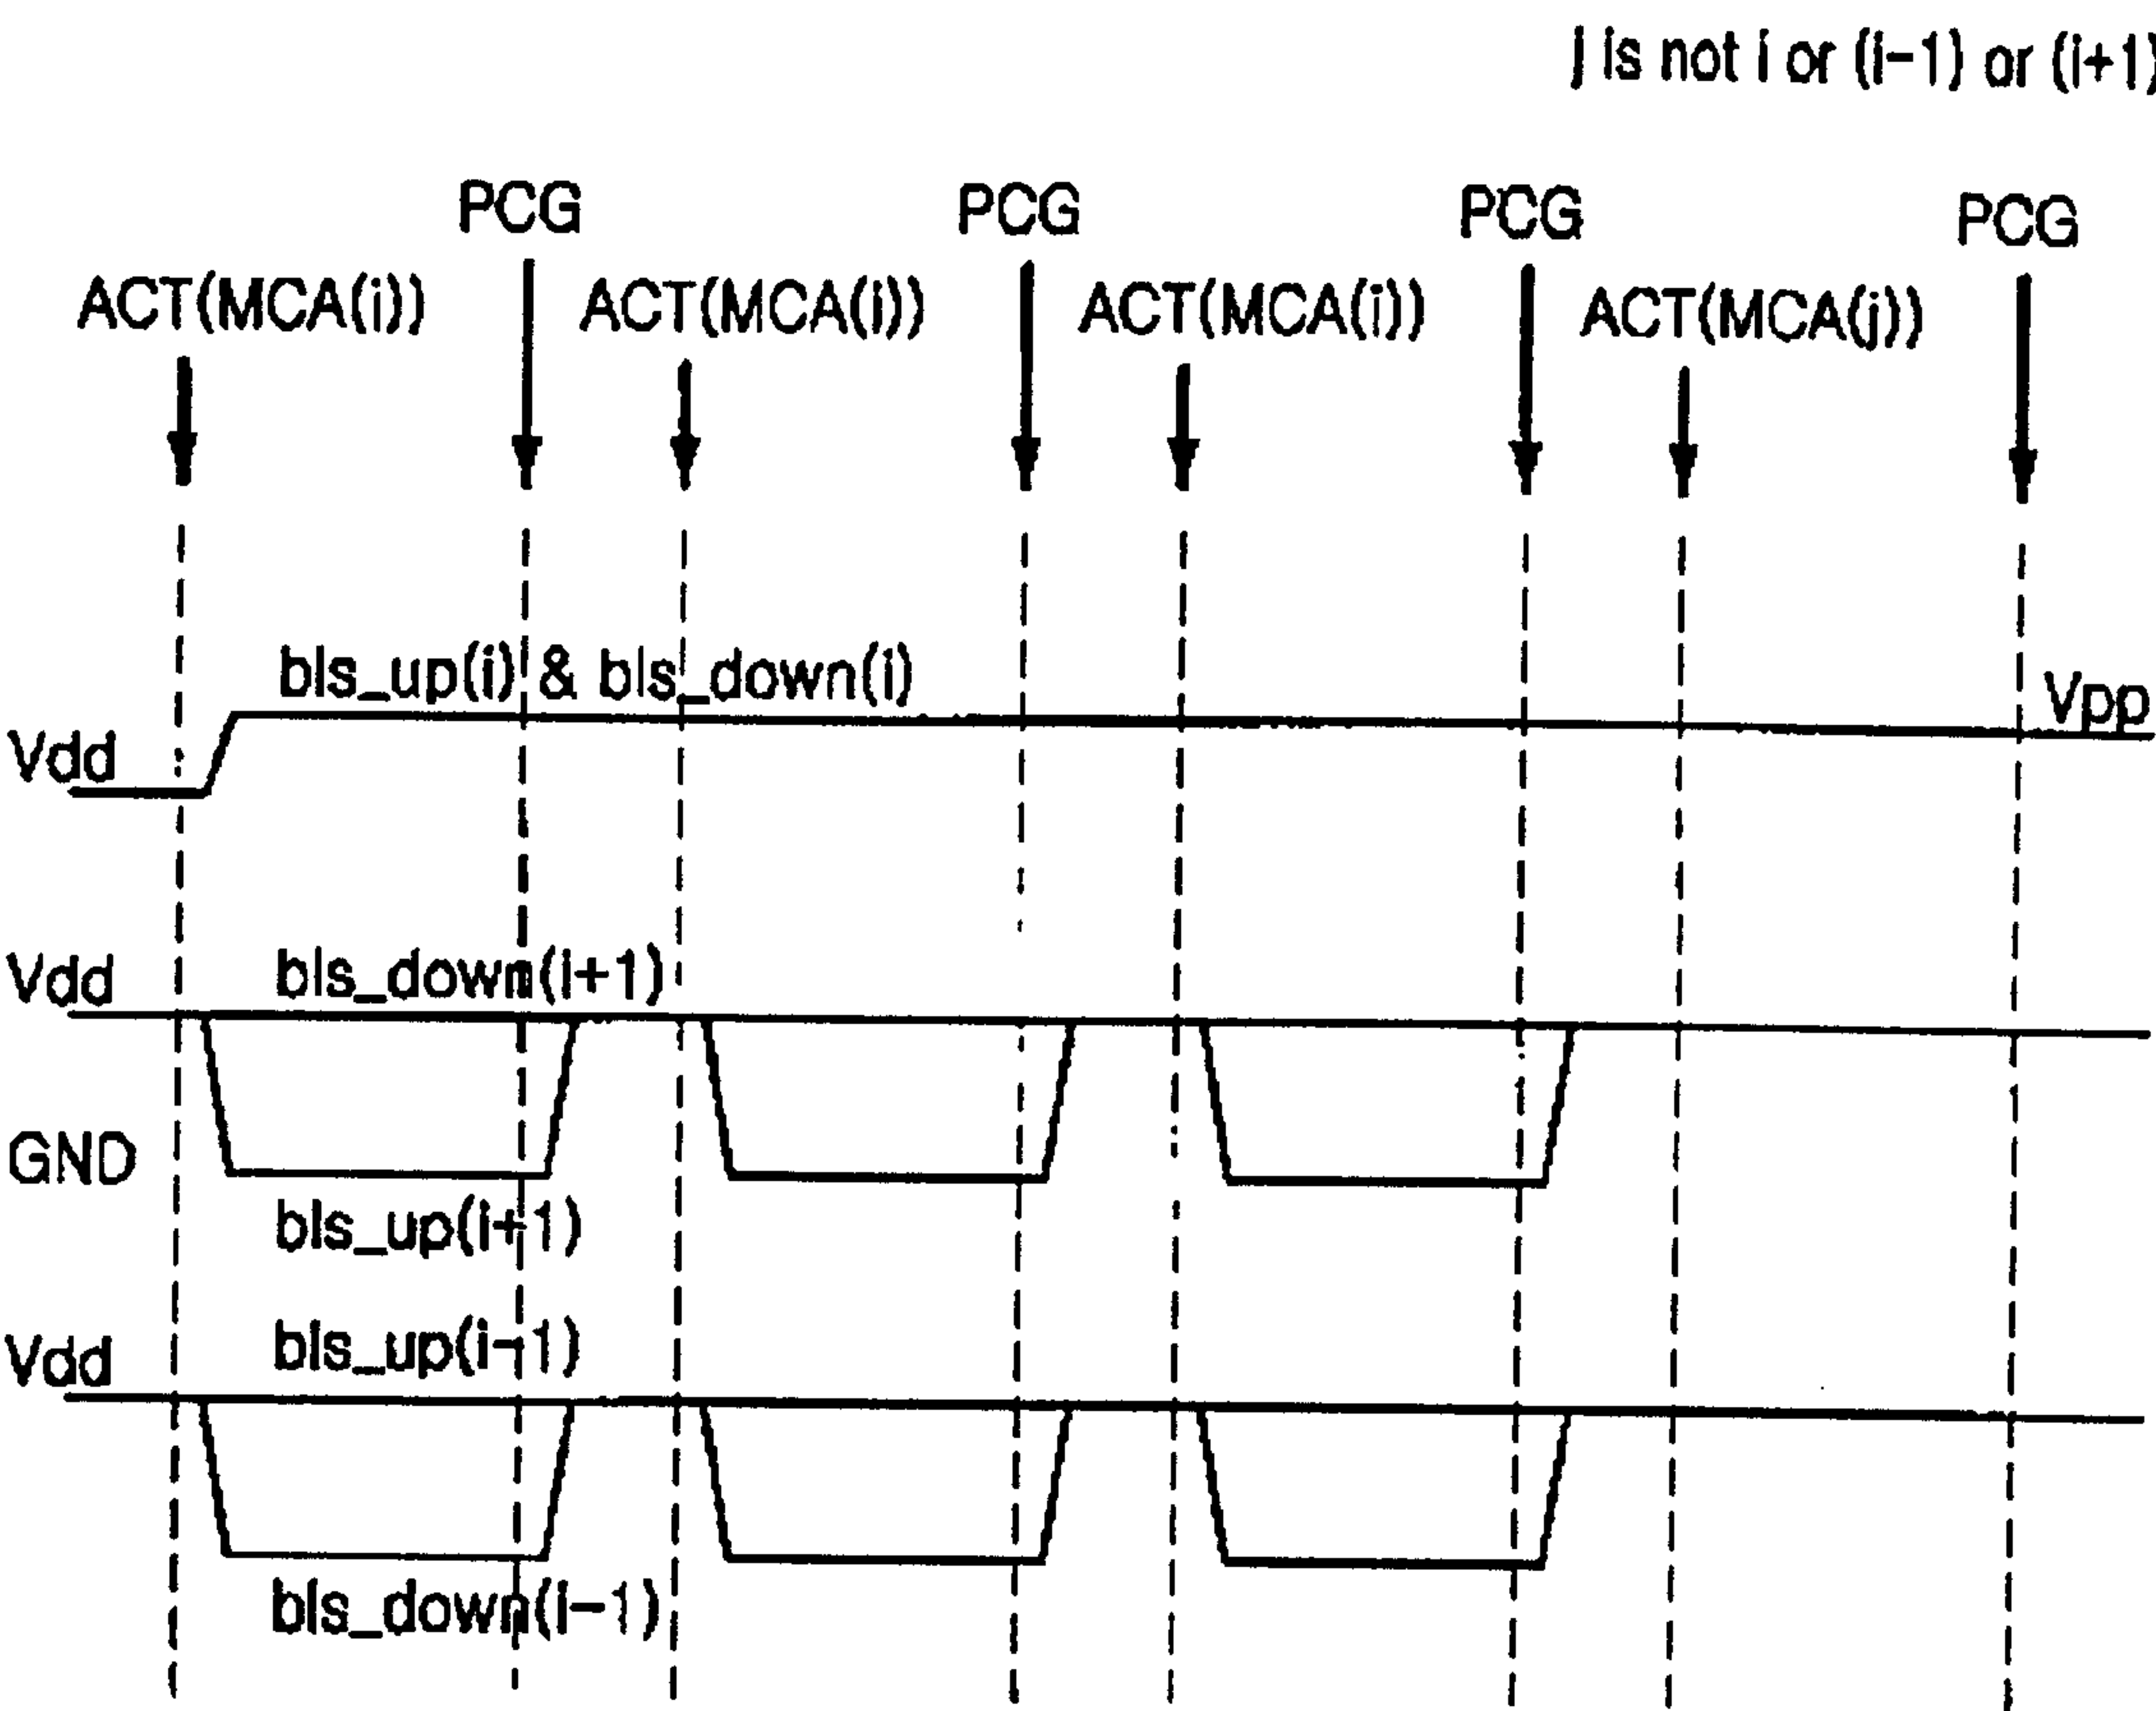 j is not i or (i-1) or (i+1)
PCG PCG PCG PCG
ACT(MCA(i)) ACT(MCA(i)) ACT(MCA(i)) ACT(MCA(j))
bls_up(i) & bls_down(i)
Vpp
Vdd
Vdd bls_down(i+1)
GND
bls_up(i+1)
bls_up(i-1)
Vdd
bls_down(i-1)